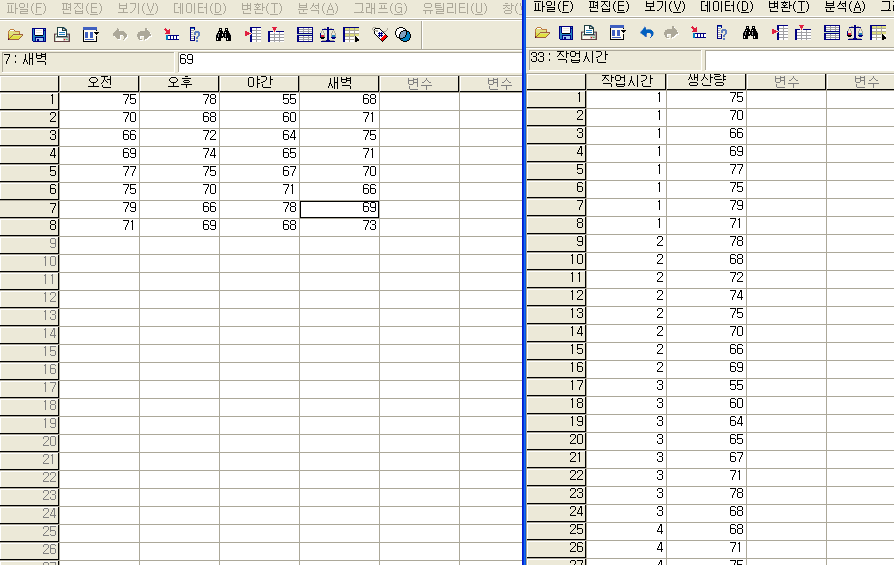 파일(F) 편집(E) 보기(V) 데이터(D) 변환(T) 분석(A) 그래프(G) 유틸리티(U) 창(
7 : 새벽 69
오전 오후 야간 새벽 변수 변수
1 75 78 55 68
2 70 68 60 71
3 66 72 64 75
4 69 74 65 71
5 77 75 67 70
6 75 70 71 66
7 79 66 78 69
8 71 69 68 73
9
10
11
12
13
14
15
16
17
18
19
20
21
22
23
24
25
26
파일(F) 편집(E) 보기(V) 데이터(D) 변환(T) 분석(A) 그
33 : 작업시간
작업시간 생산량 변수 변수
1 1 75
2 1 70
3 1 66
4 1 69
5 1 77
6 1 75
7 1 79
8 1 71
9 2 78
10 2 68
11 2 72
12 2 74
13 2 75
14 2 70
15 2 66
16 2 69
17 3 55
18 3 60
19 3 64
20 3 65
21 3 67
22 3 71
23 3 78
24 3 68
25 4 68
26 4 71
27 4 75